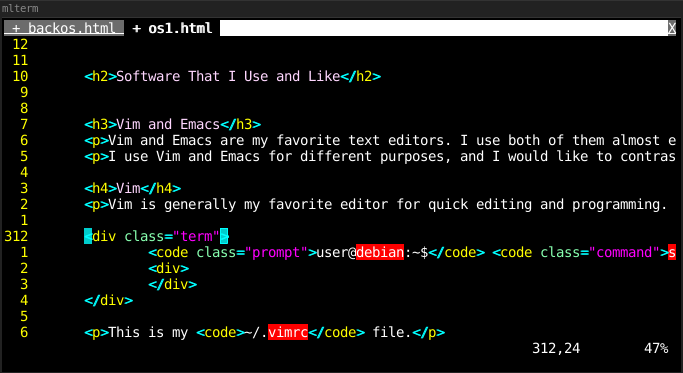 mlterm
+ backos.html + os1.html X
12
11
10 <h2>Software That I Use and Like</h2>
9
8
7 <h3>Vim and Emacs</h3>
6 <p>Vim and Emacs are my favorite text editors. I use both of them almost e
5 <p>I use Vim and Emacs for different purposes, and I would like to contras
4
3 <h4>Vim</h4>
2 <p>Vim is generally my favorite editor for quick editing and programming.
1
312 <div class="term">
1 <code class="prompt">user@debian:~$</code> <code class="command">s
2 <div>
3 </div>
4 </div>
5
6 <p>This is my <code>~/.vimrc</code> file.</p>
312,24 47%